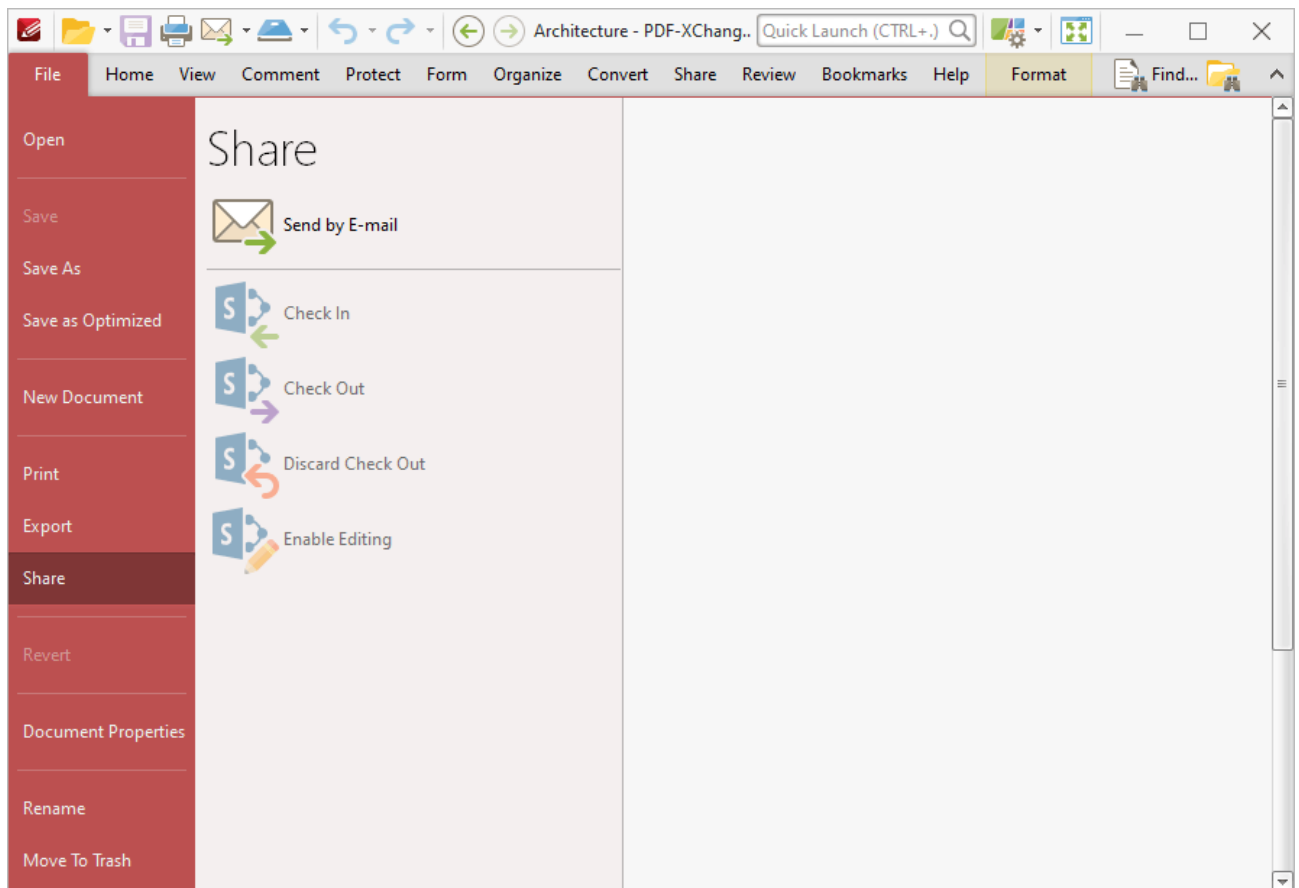 Architecture - PDF-XChang.. Quick Launch (CTRL+.)
File Home View Comment Protect Form Organize Convert Share Review Bookmarks Help Format Find...
Open
Save
Save As
Save as Optimized
New Document
Print
Export
Share
Revert
Document Properties
Rename
Move To Trash
Share
Send by E-mail
S Check In
S Check Out
S Discard Check Out
S Enable Editing